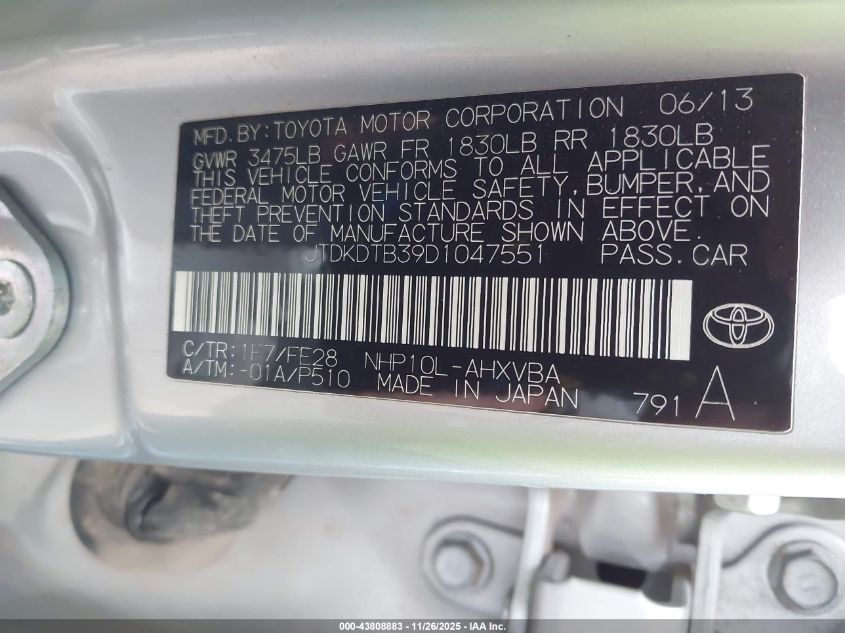 MFD. BY: TOYOTA MOTOR CORPORATION 06/13
GVWR 3475LB GAWR FR 1830LB RR 1830LB
THIS VEHICLE CONFORMS TO ALL APPLICABLE
FEDERAL MOTOR VEHICLE SAFETY, BUMPER, AND
THEFT PREVENTION STANDARDS IN EFFECT ON
THE DATE OF MANUFACTURE SHOWN ABOVE.
JTDKDTB39D1047551 PASS. CAR
C/TR: 1F7/FE28 NHP10L-AHXVBA
A/TM: -01A/P510 MADE IN JAPAN 791 A
000-43808883 - 11/26/2025 - IAA Inc.